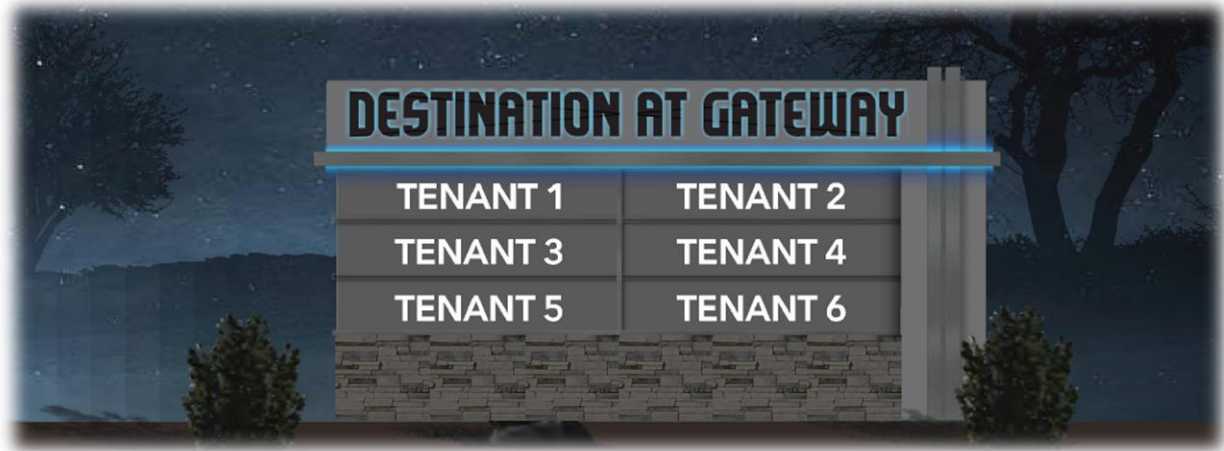 DESTINATION AT GATEWAY
TENANT 1 TENANT 2
TENANT 3 TENANT 4
TENANT 5 TENANT 6